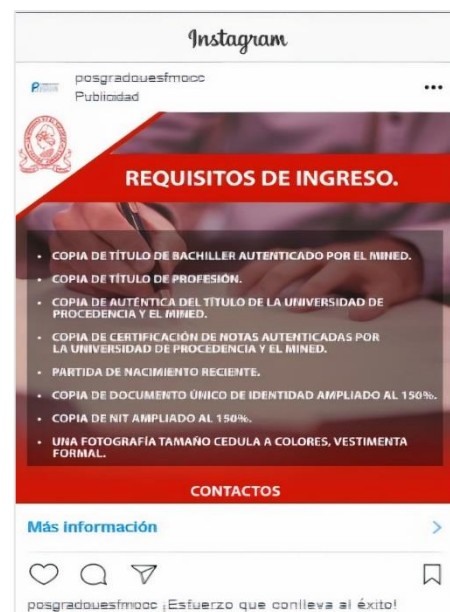 Instagram
posgradouesfmocc
Publicidad
REQUISITOS DE INGRESO.
• COPIA DE TÍTULO DE BACHILLER AUTENTICADO POR EL MINED.
• COPIA DE TÍTULO DE PROFESIÓN.
• COPIA DE AUTÉNTICA DEL TÍTULO DE LA UNIVERSIDAD DE
PROCEDENCIA Y EL MINED.
• COPIA DE CERTIFICACIÓN DE NOTAS AUTENTICADAS POR
LA UNIVERSIDAD DE PROCEDENCIA Y EL MINED.
• PARTIDA DE NACIMIENTO RECIENTE.
• COPIA DE DOCUMENTO ÚNICO DE IDENTIDAD AMPLIADO AL 150%.
• COPIA DE NIT AMPLIADO AL 150%.
• UNA FOTOGRAFÍA TAMAÑO CEDULA A COLORES, VESTIMENTA
FORMAL.
CONTACTOS
Más información
posgradouesfmocc ¡Esfuerzo que conlleva al éxito!